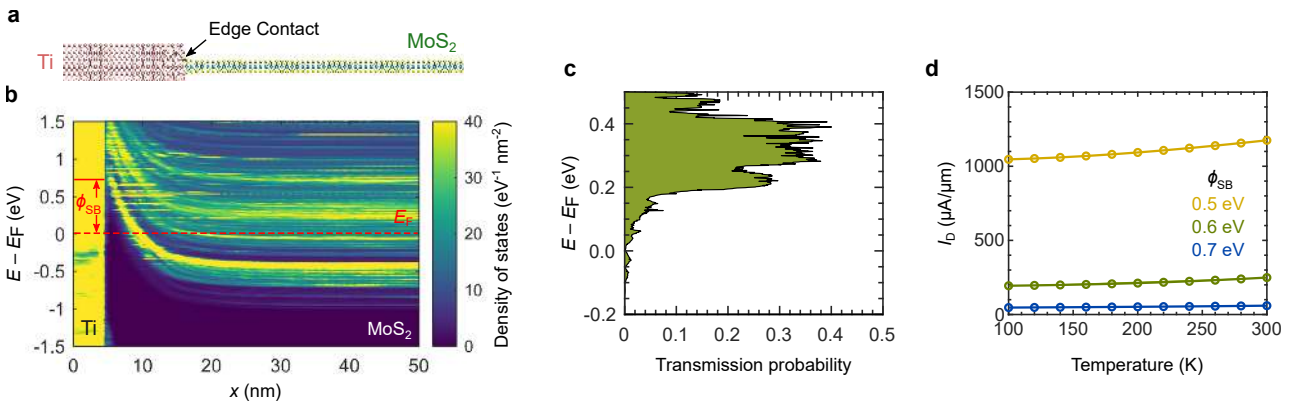 a
Edge Contact
Ti
MoS2
b
1.5
1
0.5
0
-0.5
-1
-1.5
E − EF (eV)
ϕSB
EF
Ti
MoS2
0
10
20
30
40
50
x (nm)
40
30
20
10
0
Density of states (eV-1 nm-2)
c
0.4
0.2
0.0
-0.2
E − EF (eV)
0
0.1
0.2
0.3
0.4
0.5
Transmission probability
d
1500
1000
500
0
ID (μA/μm)
ϕSB
0.5 eV
0.6 eV
0.7 eV
100
150
200
250
300
Temperature (K)